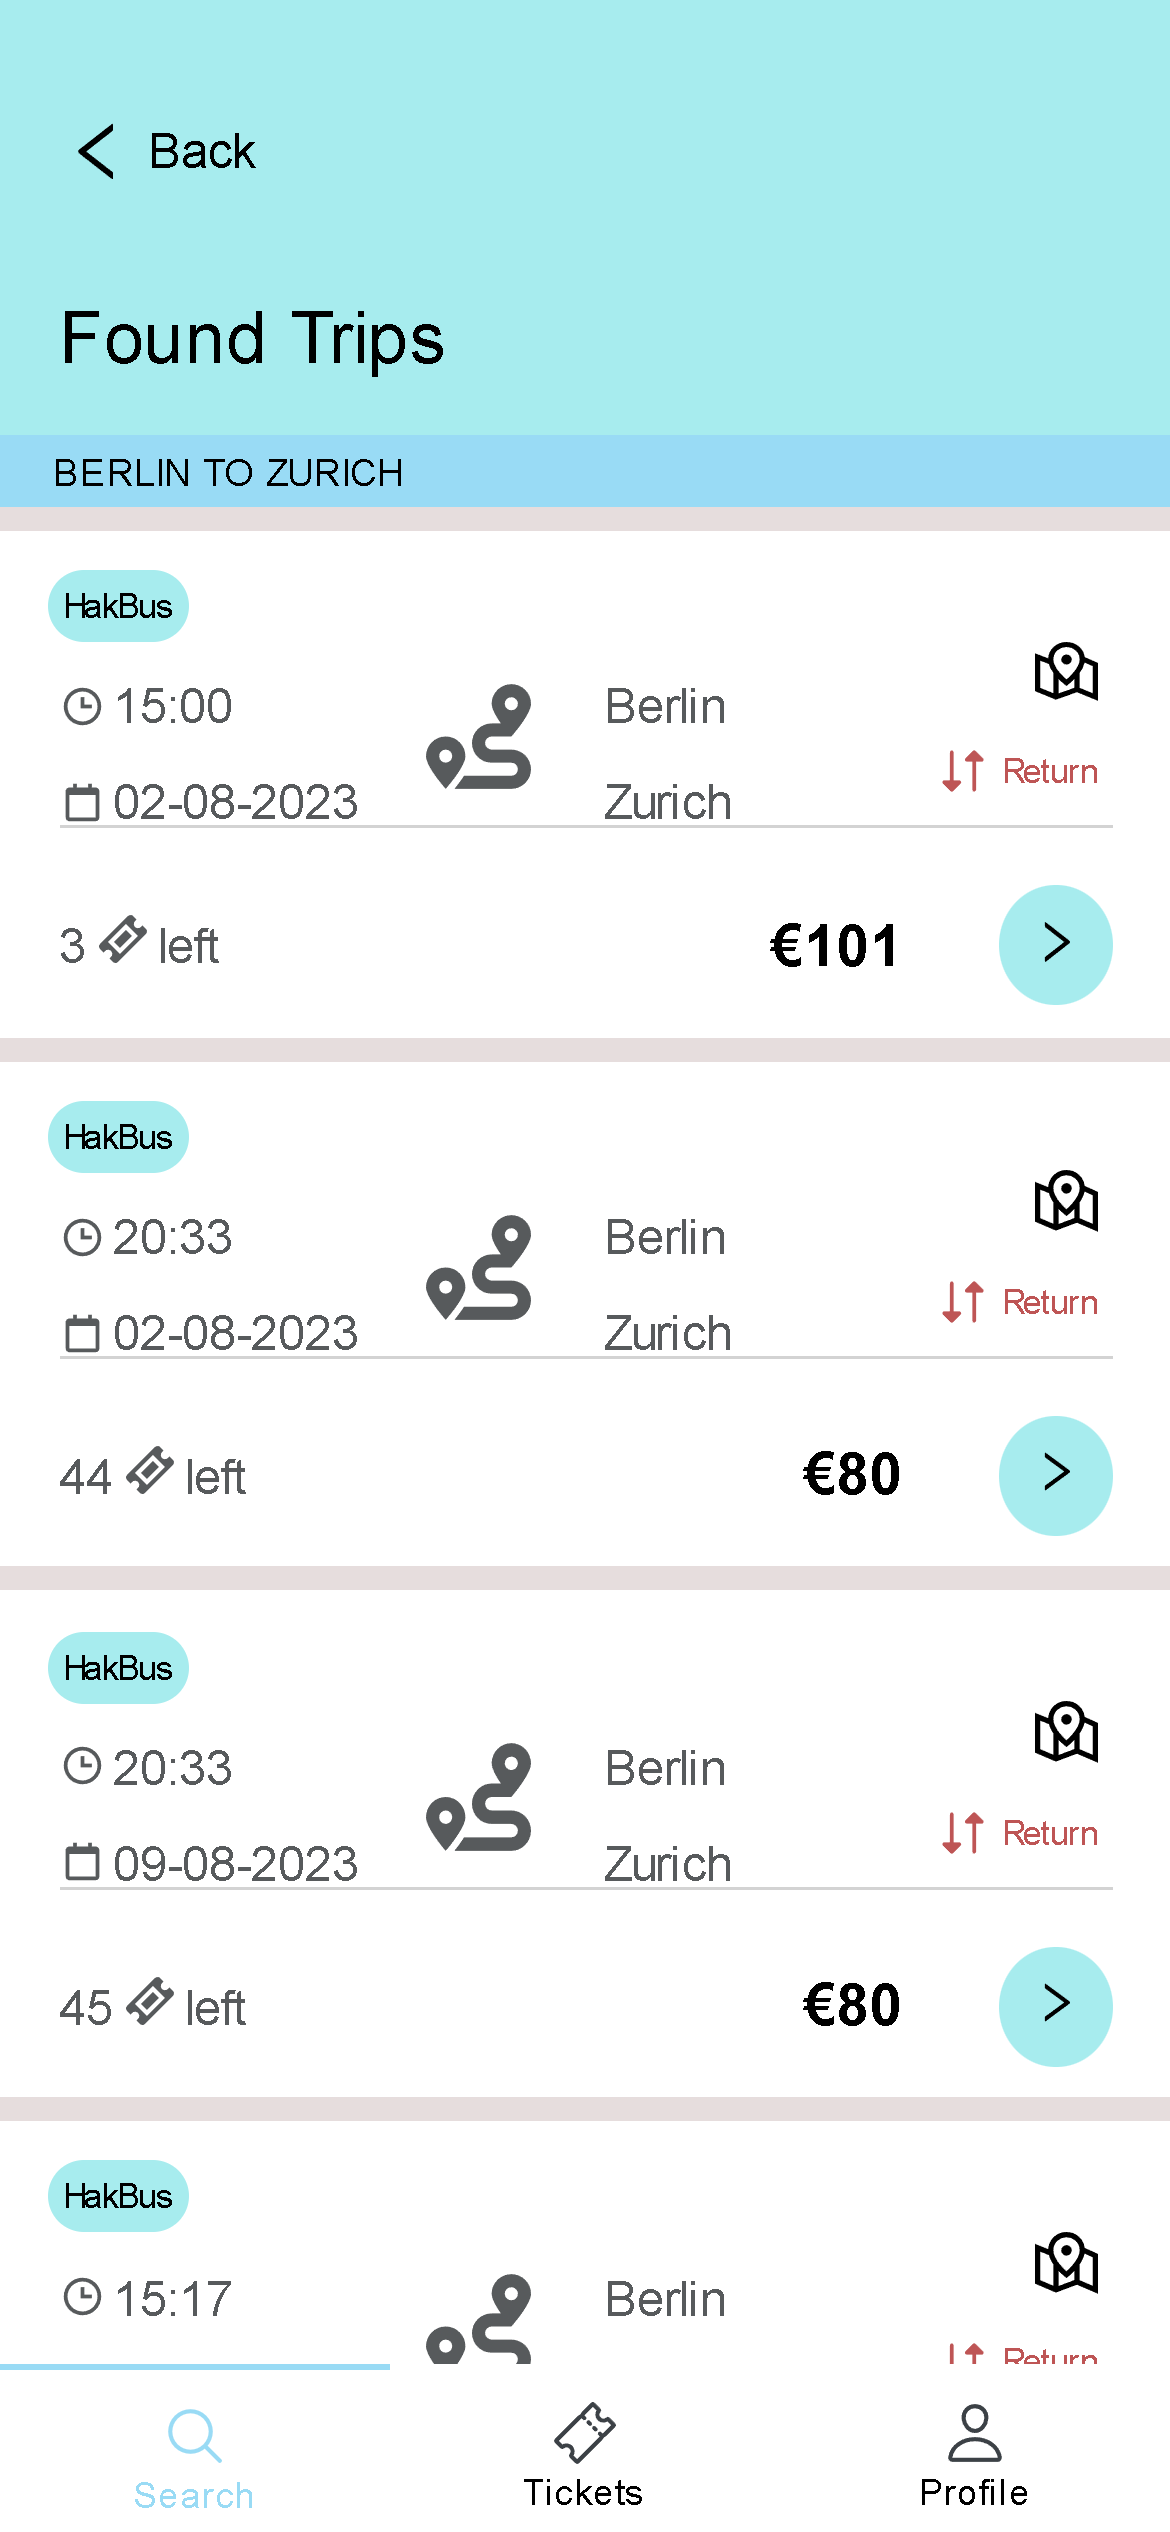 Back
Found Trips
BERLIN TO ZURICH
HakBus
15:00
Berlin
02-08-2023
Zurich
Return
3 left
€101
HakBus
20:33
Berlin
02-08-2023
Zurich
Return
44 left
€80
HakBus
20:33
Berlin
09-08-2023
Zurich
Return
45 left
€80
HakBus
15:17
Berlin
Return
Search
Tickets
Profile